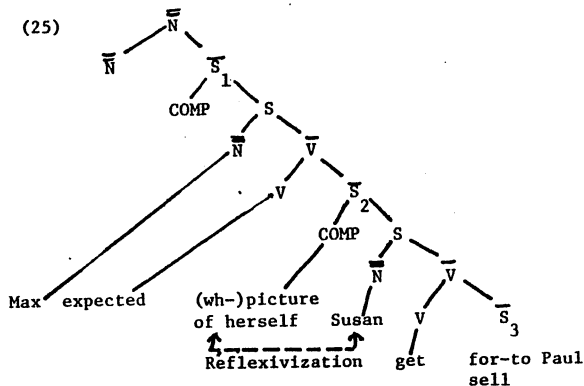 (25)
N̿
N̿ S̄1
COMP S
N̿ V̄
V S̄2
COMP S
N̿ V̄
Max expected (wh-)picture Susan V S̄3
of herself
Reflexivization get for-to Paul
sell